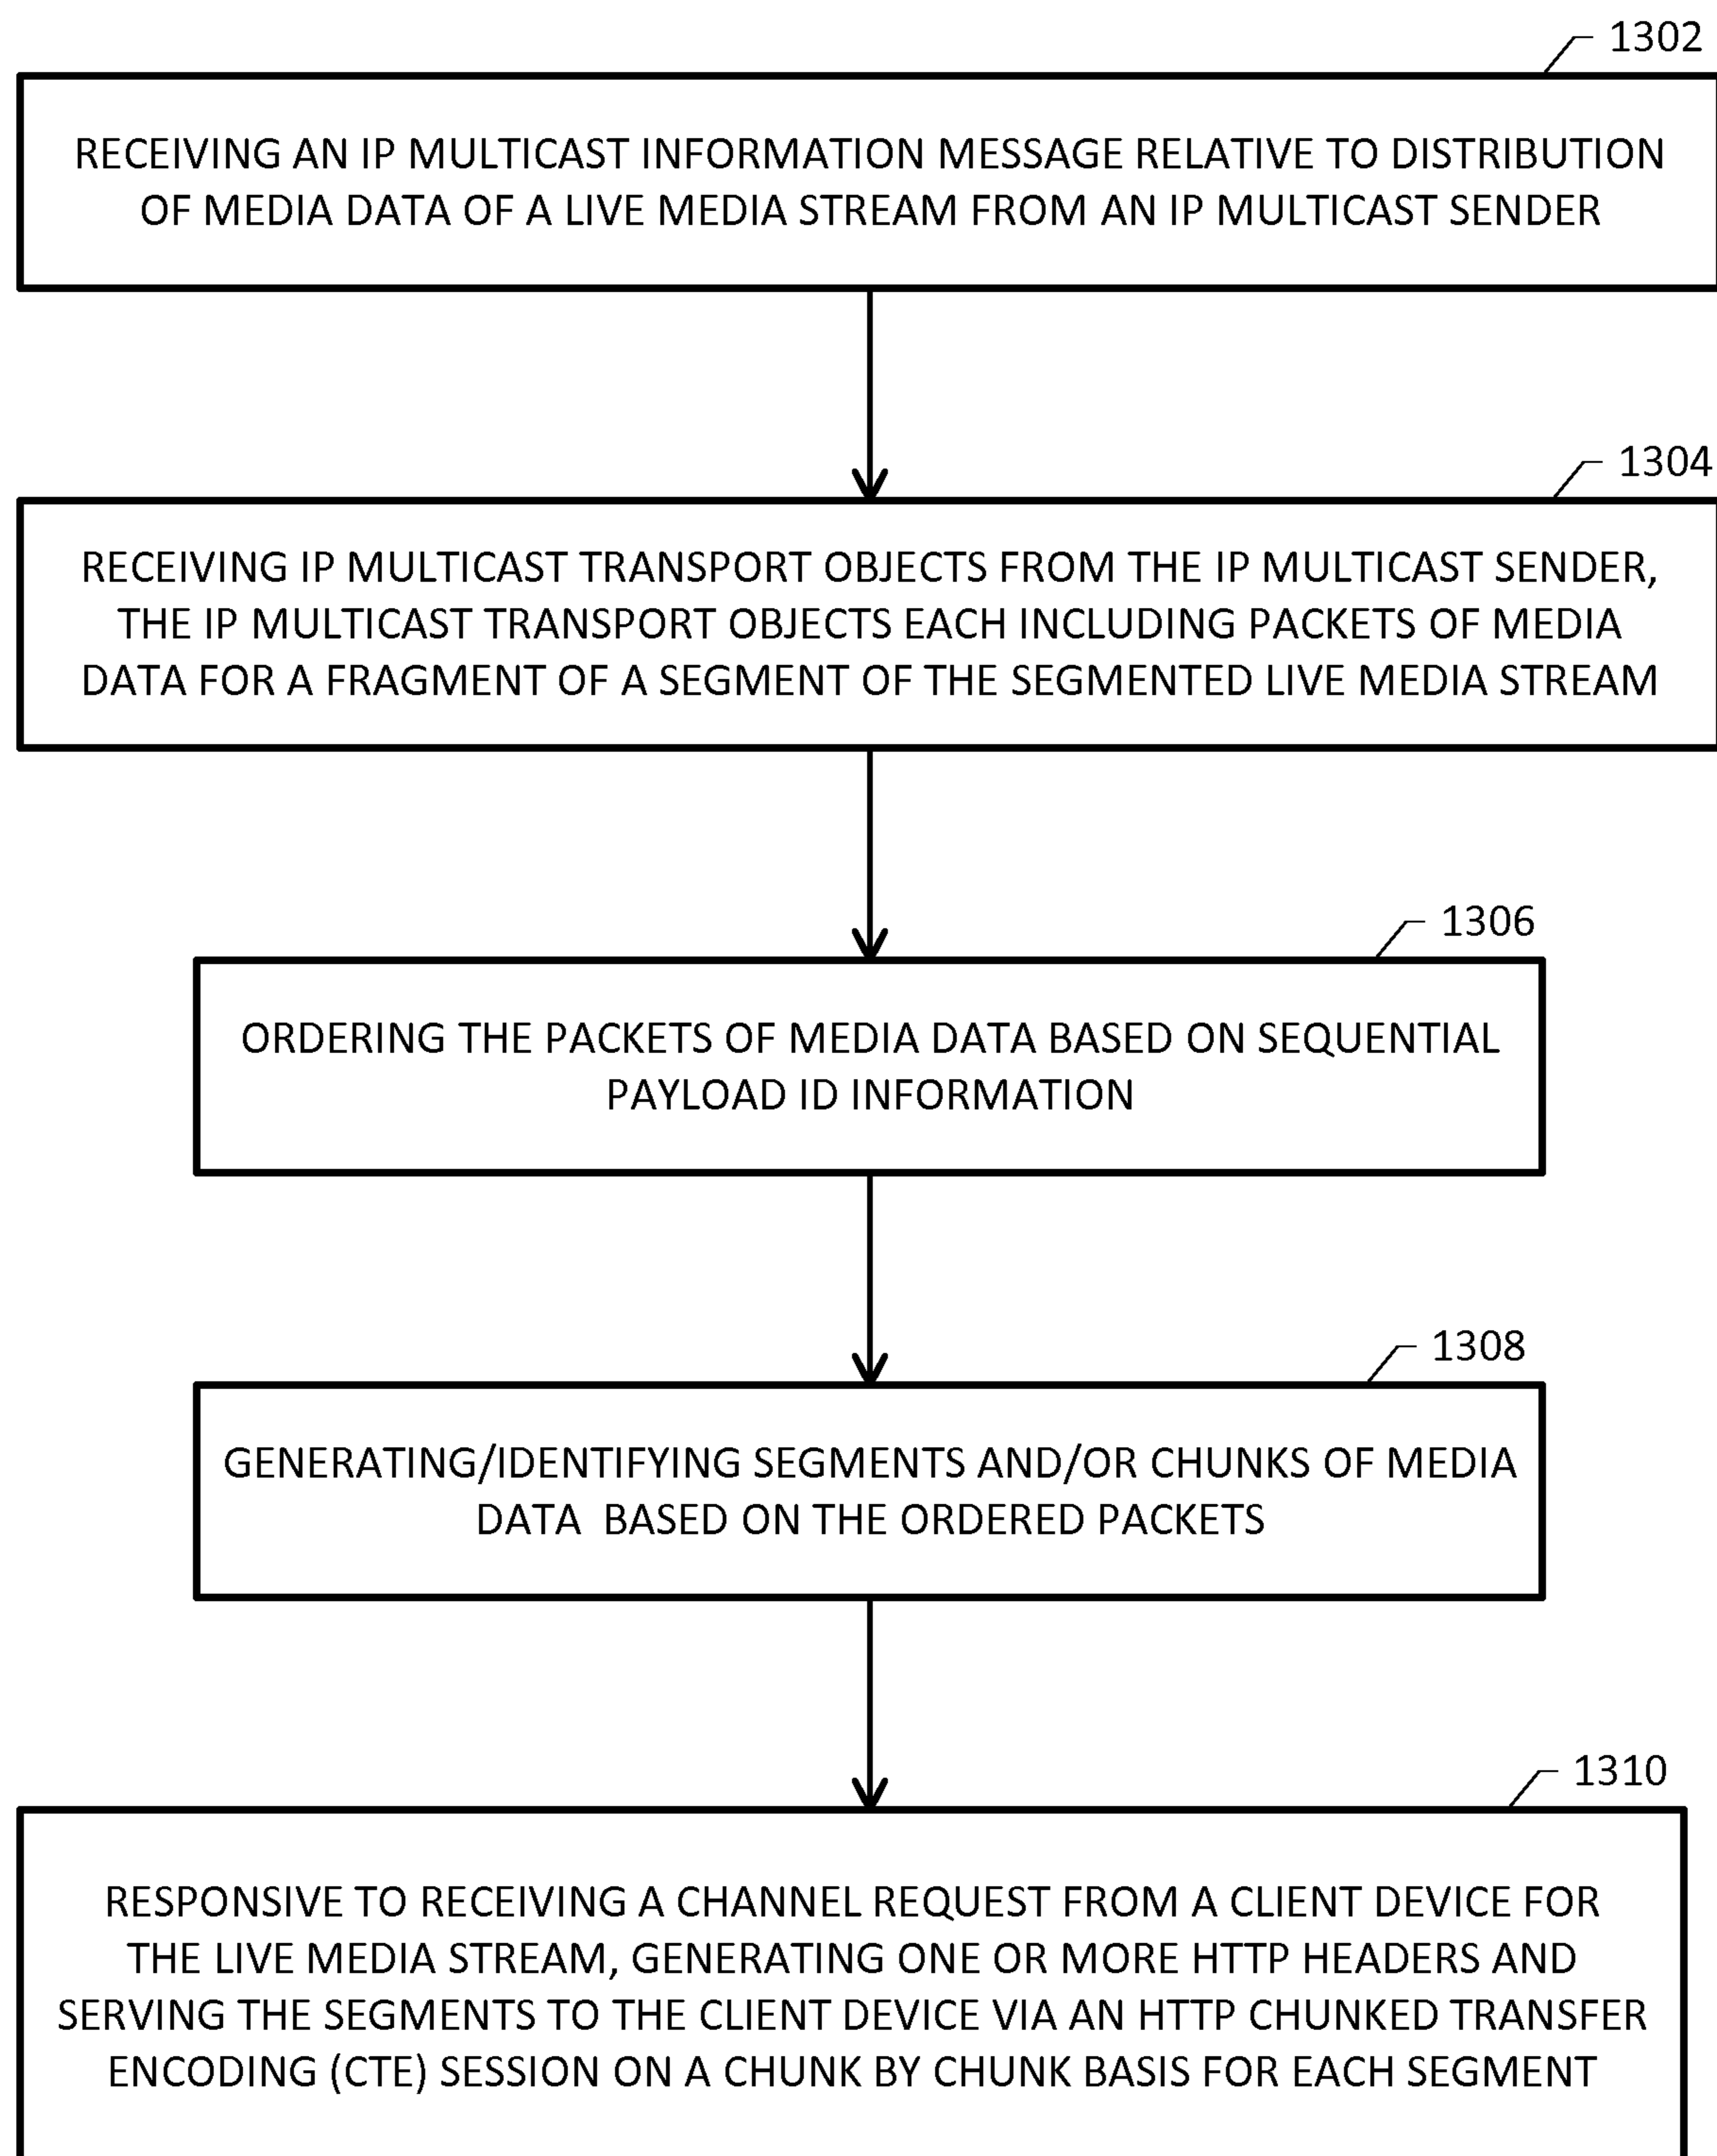 1302
RECEIVING AN IP MULTICAST INFORMATION MESSAGE RELATIVE TO DISTRIBUTION
OF MEDIA DATA OF A LIVE MEDIA STREAM FROM AN IP MULTICAST SENDER
1304
RECEIVING IP MULTICAST TRANSPORT OBJECTS FROM THE IP MULTICAST SENDER,
THE IP MULTICAST TRANSPORT OBJECTS EACH INCLUDING PACKETS OF MEDIA
DATA FOR A FRAGMENT OF A SEGMENT OF THE SEGMENTED LIVE MEDIA STREAM
1306
ORDERING THE PACKETS OF MEDIA DATA BASED ON SEQUENTIAL
PAYLOAD ID INFORMATION
1308
GENERATING/IDENTIFYING SEGMENTS AND/OR CHUNKS OF MEDIA
DATA  BASED ON THE ORDERED PACKETS
1310
RESPONSIVE TO RECEIVING A CHANNEL REQUEST FROM A CLIENT DEVICE FOR
THE LIVE MEDIA STREAM, GENERATING ONE OR MORE HTTP HEADERS AND
SERVING THE SEGMENTS TO THE CLIENT DEVICE VIA AN HTTP CHUNKED TRANSFER
ENCODING (CTE) SESSION ON A CHUNK BY CHUNK BASIS FOR EACH SEGMENT